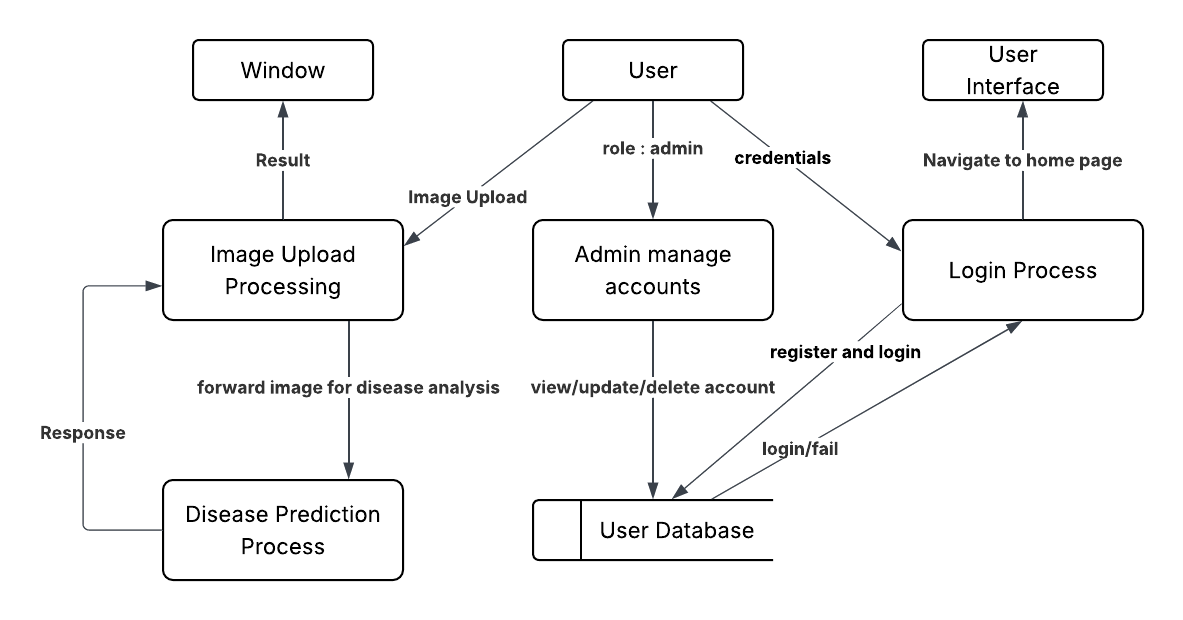 Window
User
User
Interface
role : admin
credentials
Result
Navigate to home page
Image Upload
Image Upload
Processing
Admin manage
accounts
Login Process
register and login
forward image for disease analysis
view/update/delete account
Response
login/fail
Disease Prediction
Process
User Database